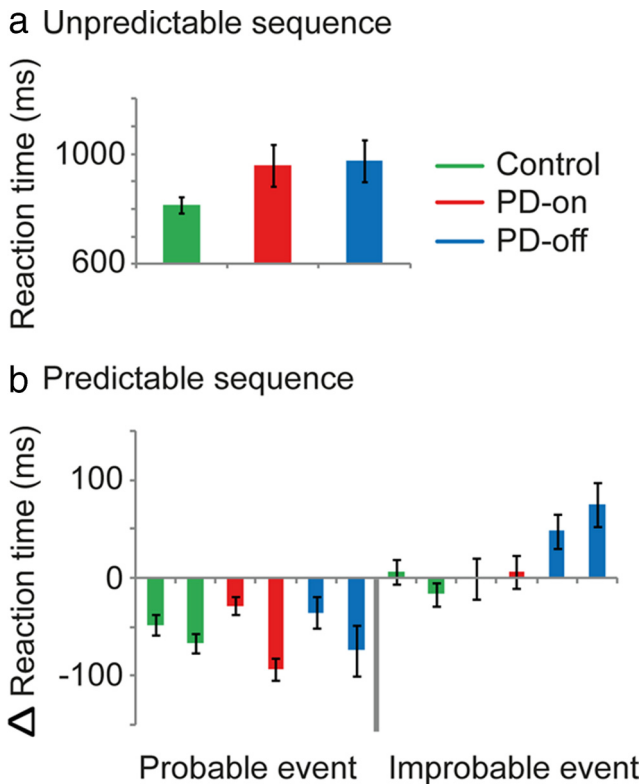 a Unpredictable sequence
Reaction time (ms)
1000
600
Control
PD-on
PD-off
b Predictable sequence
Δ Reaction time (ms)
100
0
-100
Probable event
Improbable event